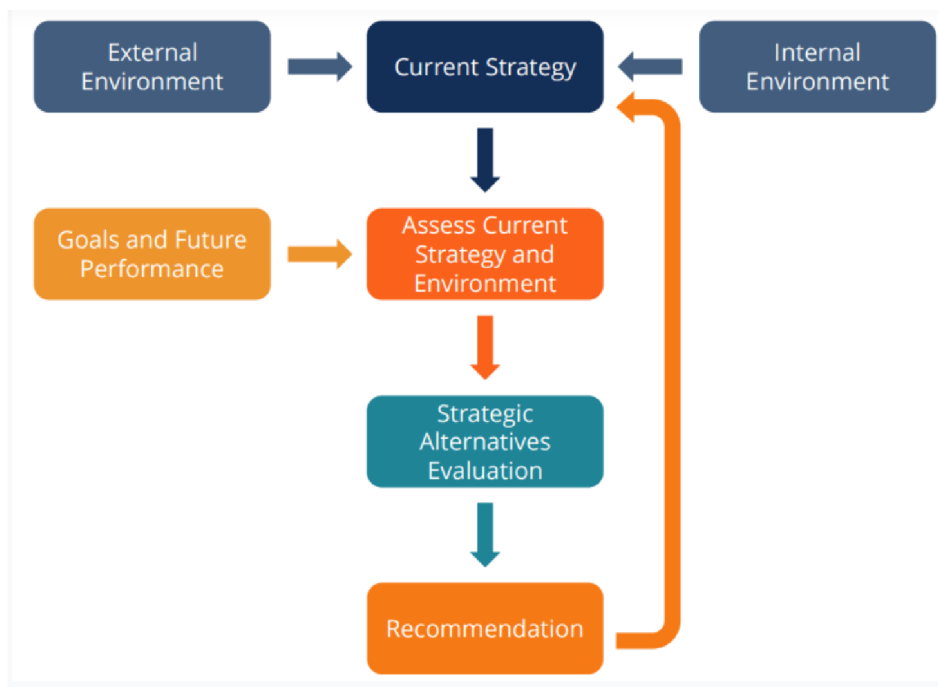 External
Environment
Current Strategy
Internal
Environment
Goals and Future
Performance
Assess Current
Strategy and
Environment
Strategic
Alternatives
Evaluation
Recommendation